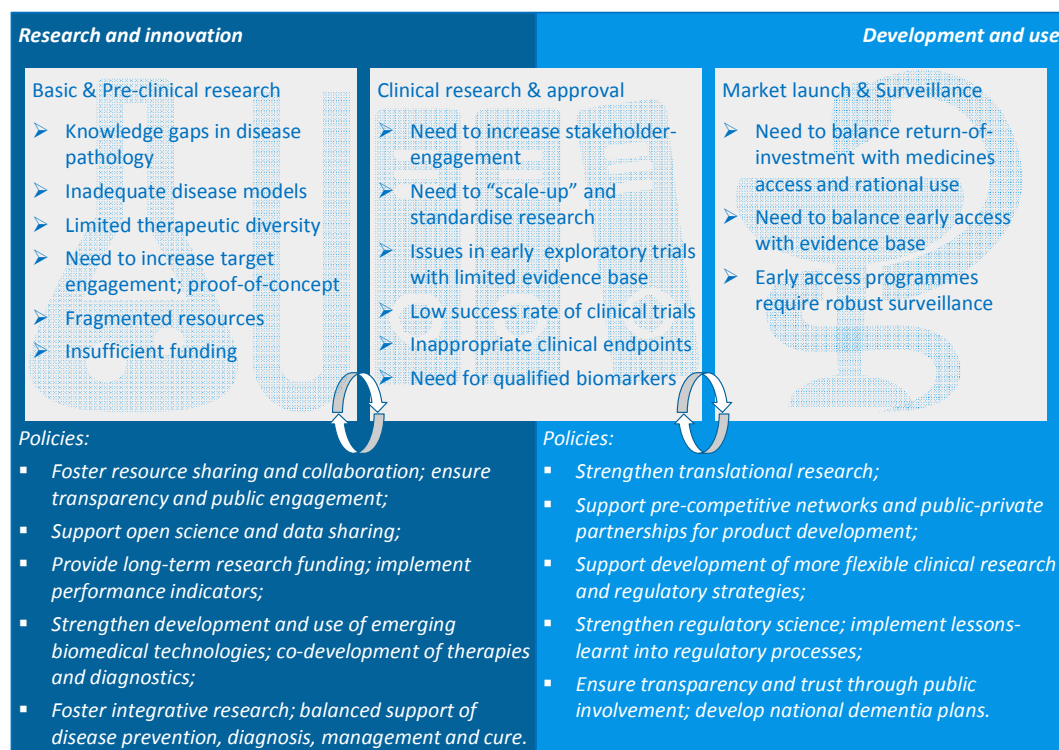 Research and innovation
Development and use
Basic & Pre-clinical research
➢ Knowledge gaps in disease
pathology
➢ Inadequate disease models
➢ Limited therapeutic diversity
➢ Need to increase target
engagement; proof-of-concept
➢ Fragmented resources
➢ Insufficient funding
Clinical research & approval
➢ Need to increase stakeholder-
engagement
➢ Need to “scale-up” and
standardise research
➢ Issues in early exploratory trials
with limited evidence base
➢ Low success rate of clinical trials
➢ Inappropriate clinical endpoints
➢ Need for qualified biomarkers
Market launch & Surveillance
➢ Need to balance return-of-
investment with medicines
access and rational use
➢ Need to balance early access
with evidence base
➢ Early access programmes
require robust surveillance
Policies:
▪ Foster resource sharing and collaboration; ensure
transparency and public engagement;
▪ Support open science and data sharing;
▪ Provide long-term research funding; implement
performance indicators;
▪ Strengthen development and use of emerging
biomedical technologies; co-development of therapies
and diagnostics;
▪ Foster integrative research; balanced support of
disease prevention, diagnosis, management and cure.
Policies:
▪ Strengthen translational research;
▪ Support pre-competitive networks and public-private
partnerships for product development;
▪ Support development of more flexible clinical research
and regulatory strategies;
▪ Strengthen regulatory science; implement lessons-
learnt into regulatory processes;
▪ Ensure transparency and trust through public
involvement; develop national dementia plans.